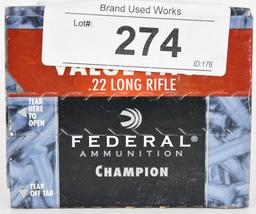 Brand Used Works
Lot#:
274
ID:176
VALUE
.22 LONG RIFLE
TEAR HERE
TO
OPEN
FEDERAL®
AMMUNITION
CHAMPION
TEAR
OFF TAB